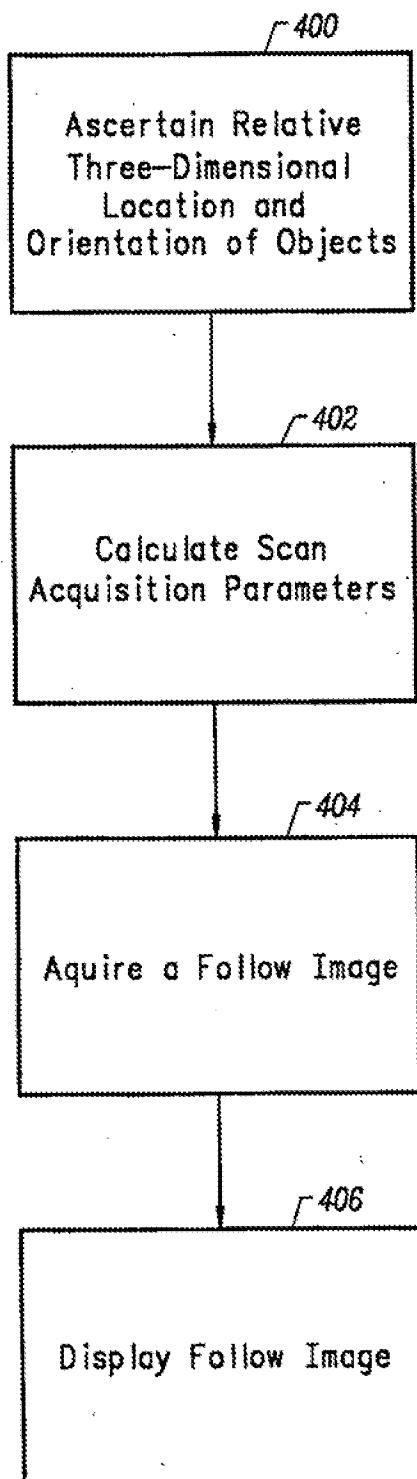 400
Ascertain Relative
Three-Dimensional
Location and
Orientation of Objects
402
Calculate Scan
Acquisition Parameters
404
Aquire a Follow Image
406
Display Follow Image